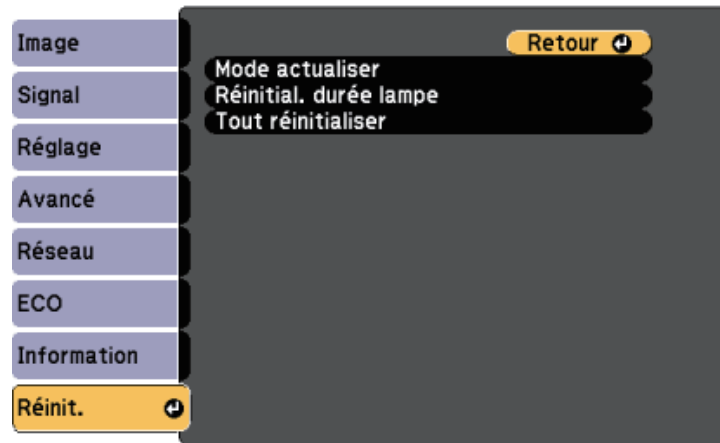 Image
Signal
Réglage
Avancé
Réseau
ECO
Information
Réinit.
Retour
Mode actualiser
Réinitial. durée lampe
Tout réinitialiser